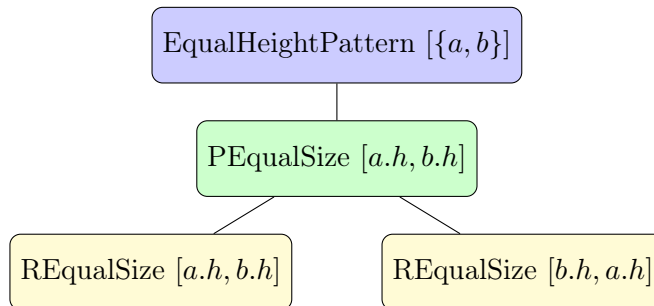 EqualHeightPattern [{a, b}]
PEqualSize [a.h, b.h]
REqualSize [a.h, b.h]
REqualSize [b.h, a.h]